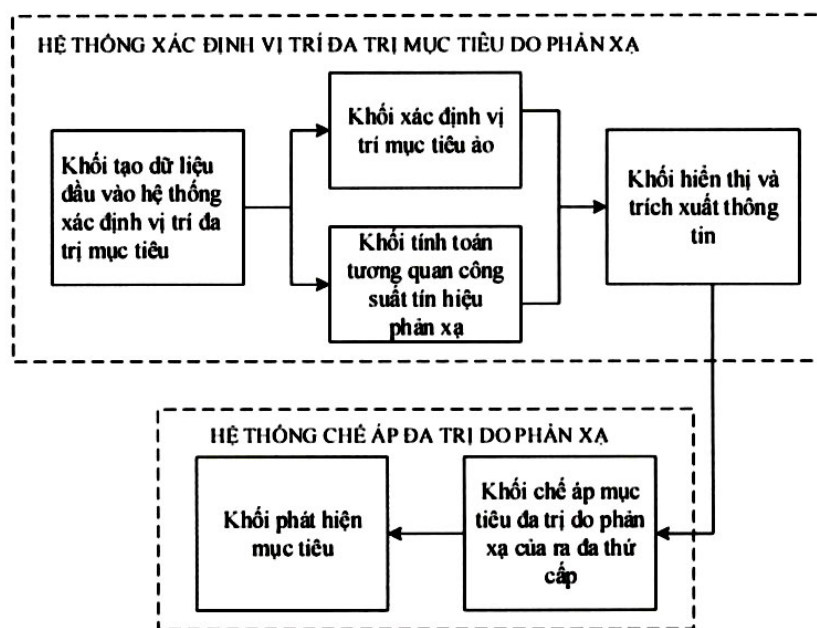 HỆ THỐNG XÁC ĐỊNH VỊ TRÍ ĐA TRỊ MỤC TIÊU DO PHẢN XẠ
Khối tạo dữ liệu
đầu vào hệ thống
xác định vị trí đa
trị mục tiêu
Khối xác định vị
trí mục tiêu ảo
Khối tính toán
tương quan công
suất tín hiệu
phản xạ
Khối hiển thị và
trích xuất thông
tin
HỆ THỐNG CHẾ ÁP ĐA TRỊ DO PHẢN XẠ
Khối phát hiện
mục tiêu
Khối chế áp mục
tiêu đa trị do phản
xạ của ra đa thứ
cấp